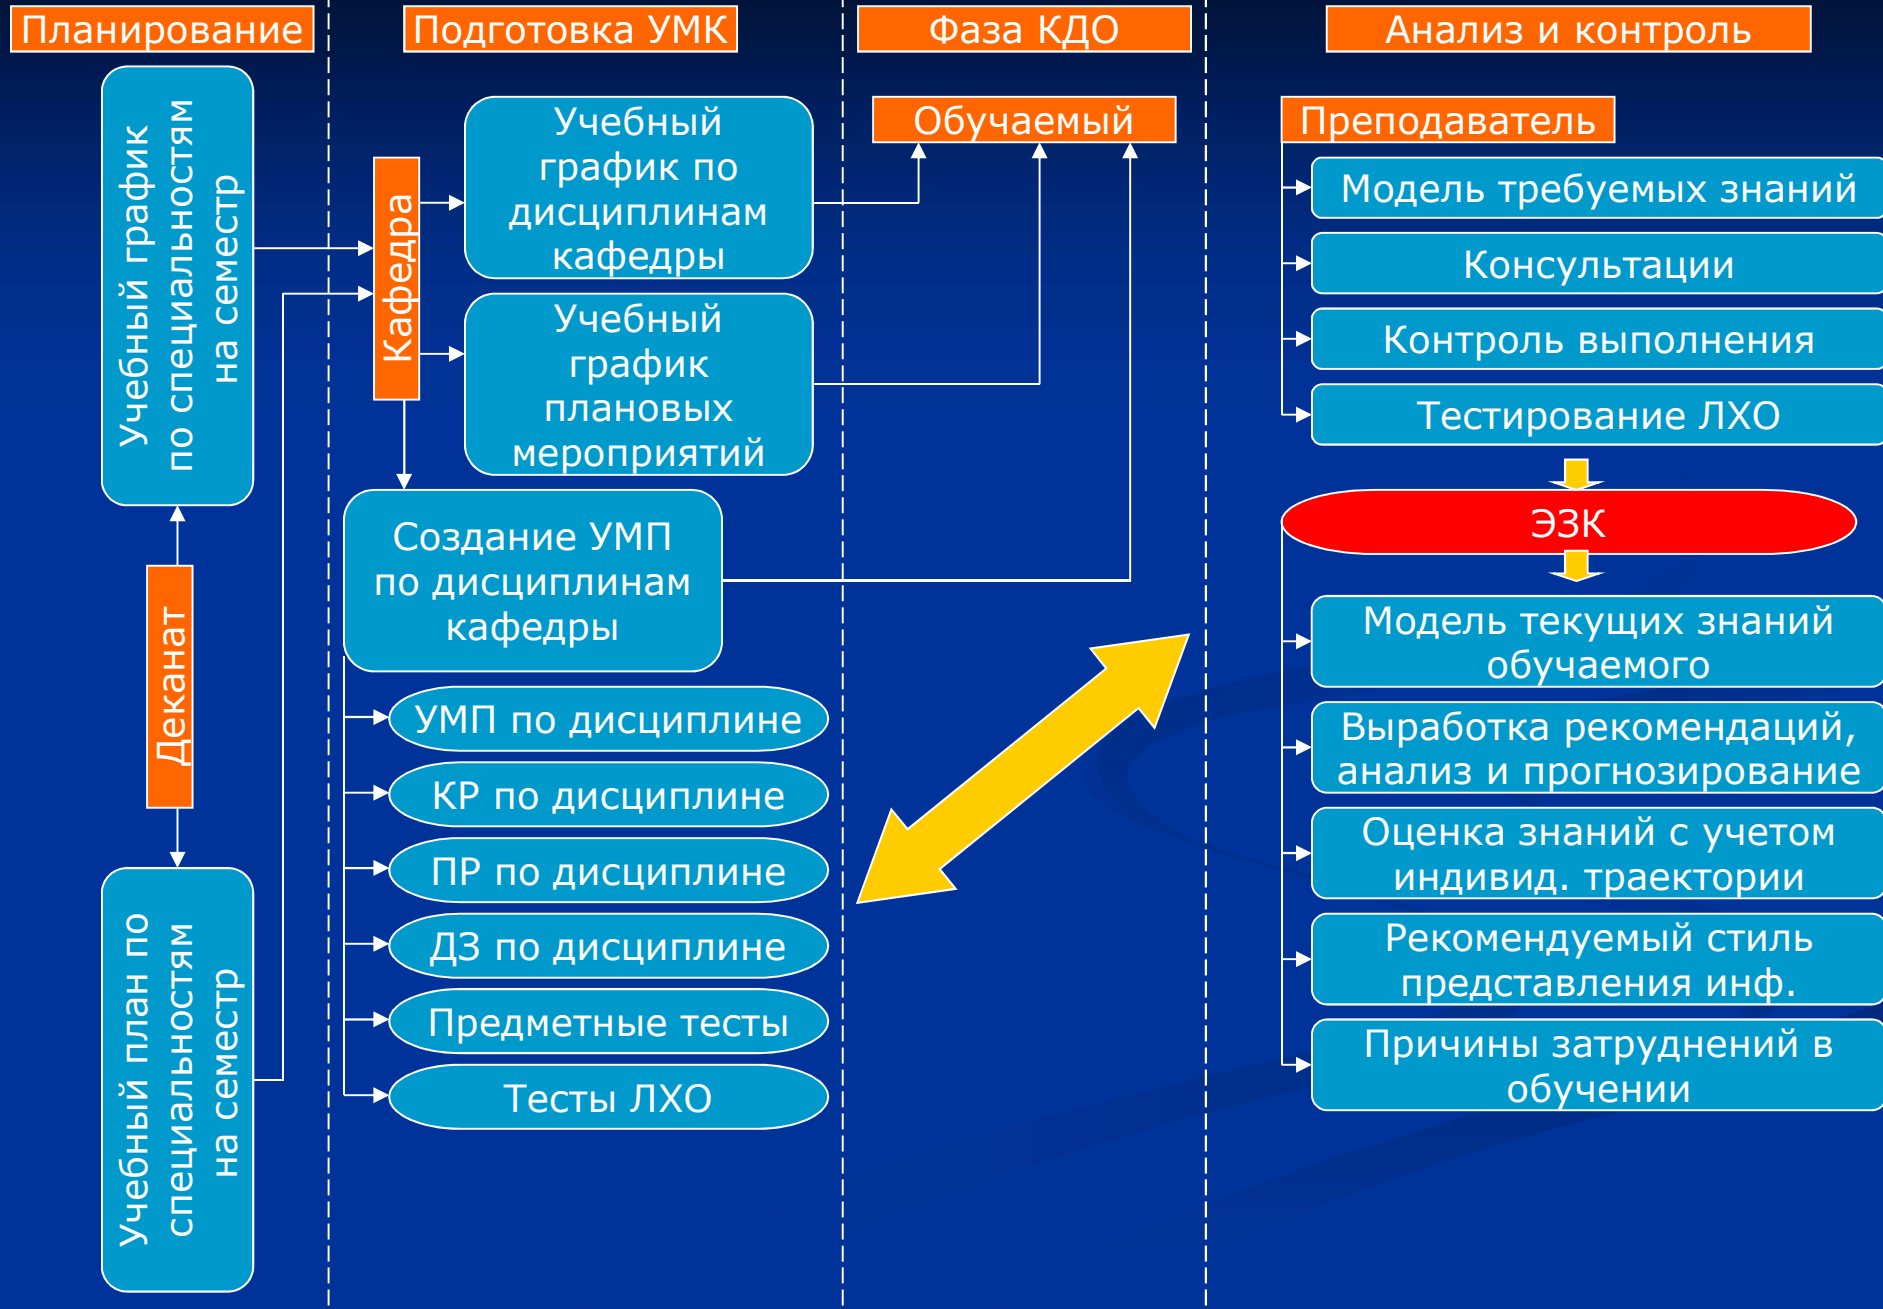 Планирование
Подготовка УМК
Фаза КДО
Анализ и контроль
Учебный график
по специальностям
на семестр
Деканат
Учебный план по
специальностям
на семестр
Кафедра
Учебный
график по
дисциплинам
кафедры
Учебный
график
плановых
мероприятий
Создание УМП
по дисциплинам
кафедры
УМП по дисциплине
КР по дисциплине
ПР по дисциплине
ДЗ по дисциплине
Предметные тесты
Тесты ЛХО
Обучаемый
Преподаватель
Модель требуемых знаний
Консультации
Контроль выполнения
Тестирование ЛХО
ЭЗК
Модель текущих знаний
обучаемого
Выработка рекомендаций,
анализ и прогнозирование
Оценка знаний с учетом
индивид. траектории
Рекомендуемый стиль
представления инф.
Причины затруднений в
обучении